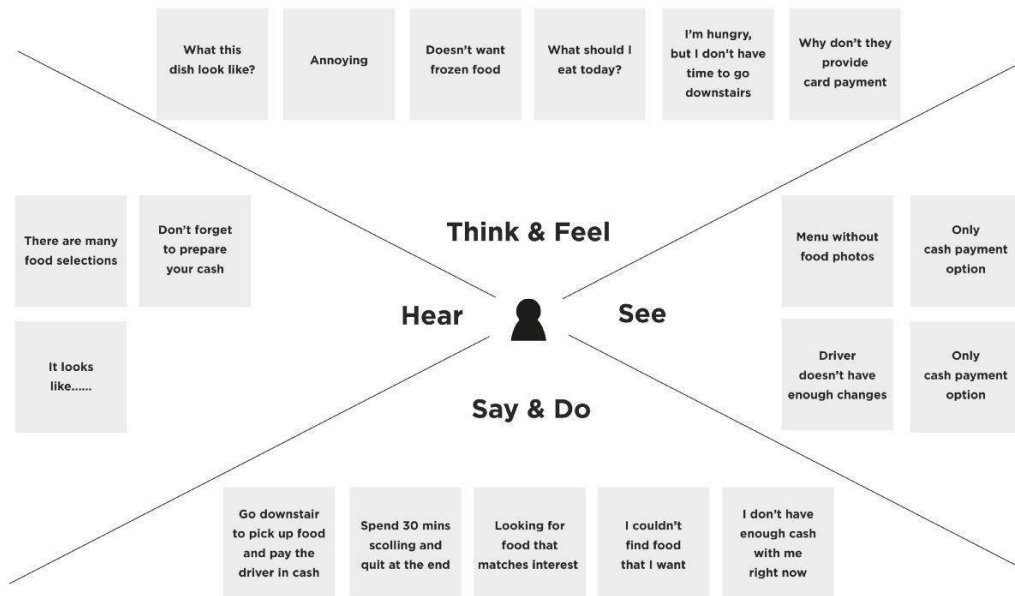 What this
dish look like?
Annoying
Doesn't want
frozen food
What should I
eat today?
I'm hungry,
but I don't have
time to go
downstairs
Why don't they
provide
card payment
Think & Feel
There are many
food selections
Don't forget
to prepare
your cash
It looks
like......
Hear
See
Menu without
food photos
Only
cash payment
option
Driver
doesn't have
enough changes
Only
cash payment
option
Say & Do
Go downstair
to pick up food
and pay the
driver in cash
Spend 30 mins
scolling and
quit at the end
Looking for
food that
matches interest
I couldn't
find food
that I want
I don't have
enough cash
with me
right now